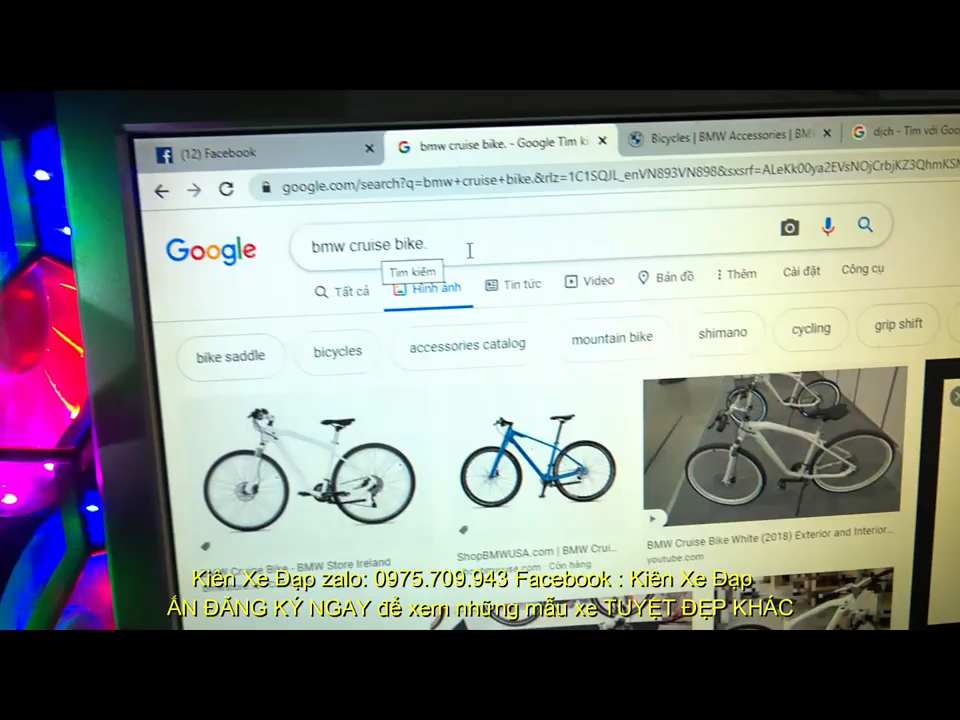 (12) Facebook
bmw cruise bike. - Google Tìm ki
Bicycles | BMW Accessories | BM
dịch - Tìm với Goo
google.com/search?q=bmw+cruise+bike.&rlz=1C1SQJL_enVN893VN898&sxsrf=ALeKk00ya2EVsNOjCrbjKZ3QhmKS
Google
bmw cruise bike.
Tìm kiếm
Tất cả
Hình ảnh
Tin tức
Video
Bản đồ
Thêm
Cài đặt
Công cụ
bike saddle
bicycles
accessories catalog
mountain bike
shimano
cycling
grip shift
BMW Cruise Bike - BMW Store Ireland
ShopBMWUSA.com | BMW Crui...
Còn hàng
BMW Cruise Bike White (2018) Exterior and Interior...
youtube.com
Kiên Xe Đạp zalo: 0975.709.943 Facebook : Kiên Xe Đạp
ẤN ĐĂNG KÝ NGAY để xem những mẫu xe TUYỆT ĐẸP KHÁC